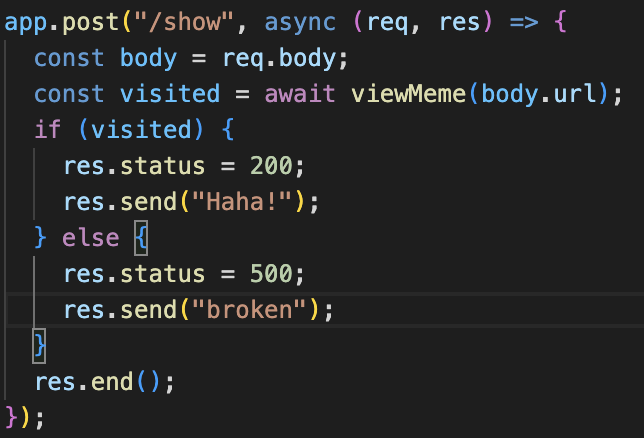 app.post("/show", async (req, res) => {
  const body = req.body;
  const visited = await viewMeme(body.url);
  if (visited) {
    res.status = 200;
    res.send("Haha!");
  } else {
    res.status = 500;
    res.send("broken");
  }
  res.end();
});